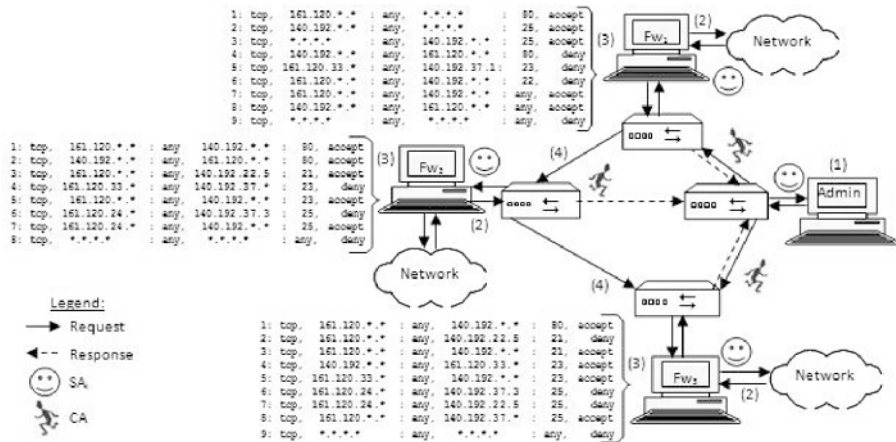 1: tcp, 161.120.*.* : any, *.*.*.* : 80, accept
2: tcp, 140.192.*.* : any, *.*.*.* : 25, accept
3: tcp, *.*.*.* : any, 140.192.*.* : 25, accept
4: tcp, 140.192.*.* : any, 161.120.*.* : 80, deny
5: tcp, 161.120.33.* : any, 140.192.37.1: 23, deny
6: tcp, 161.120.*.* : any, 140.192.*.* : 22, deny
7: tcp, 161.120.*.* : any, 140.192.*.* : any, accept
8: tcp, 140.192.*.* : any, 161.120.*.* : any, accept
9: tcp, *.*.*.* : any, *.*.*.* : any, deny
(3)
Fw1
(2)
Network
1: tcp, 161.120.*.* : any 140.192.*.* : 80, accept
2: tcp, 140.192.*.* : any, 161.120.*.* : 80, accept
3: tcp, 161.120.*.* : any, 140.192.22.5 : 21, accept
4: tcp, 161.120.33.* : any, 140.192.37.* : 23, deny
5: tcp, 161.120.*.* : any, 140.192.*.* : 23, accept
6: tcp, 161.120.24.* : any, 140.192.37.3 : 25, deny
7: tcp, 161.120.24.* : any, 140.192.*.* : 25, accept
8: tcp, *.*.*.* : any, *.*.*.* : any, deny
(3)
Fw2
(2)
Network
(4)
(1)
Admin
(4)
Legend:
Request
Response
SAi
CA
1: tcp, 161.120.*.* : any, 140.192.*.* : 80, accept
2: tcp, 161.120.*.* : any, 140.192.22.5 : 21, deny
3: tcp, 161.120.*.* : any, 140.192.*.* : 21, accept
4: tcp, 140.192.*.* : any, 161.120.33.* : 23, accept
5: tcp, 161.120.33.* : any, 140.192.*.* : 23, accept
6: tcp, 161.120.24.* : any, 140.192.37.3 : 25, deny
7: tcp, 161.120.24.* : any, 140.192.22.5 : 25, deny
8: tcp, 161.120.*.* : any, 140.192.37.* : 25, accept
9: tcp, *.*.*.* : any, *.*.*.* : any, deny
(3)
Fw3
(2)
Network